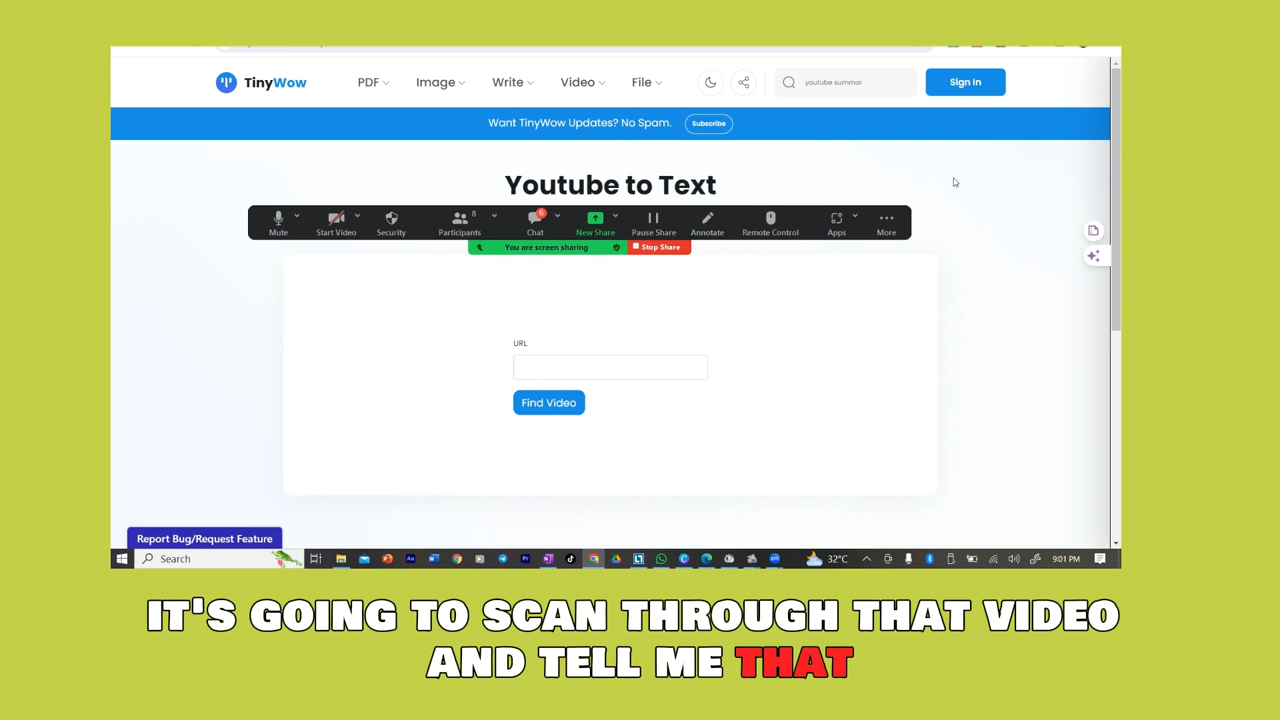 TinyWow PDF Image Write Video File youtube summar Sign In
Want TinyWow Updates? No Spam. Subscribe
Youtube to Text
8 6
Mute Start Video Security Participants Chat New Share Pause Share Annotate Remote Control Apps More
You are screen sharing Stop Share
URL
Find Video
Report Bug/Request Feature
Search 32°C 9:01 PM
IT'S GOING TO SCAN THROUGH THAT VIDEO
AND TELL ME THAT